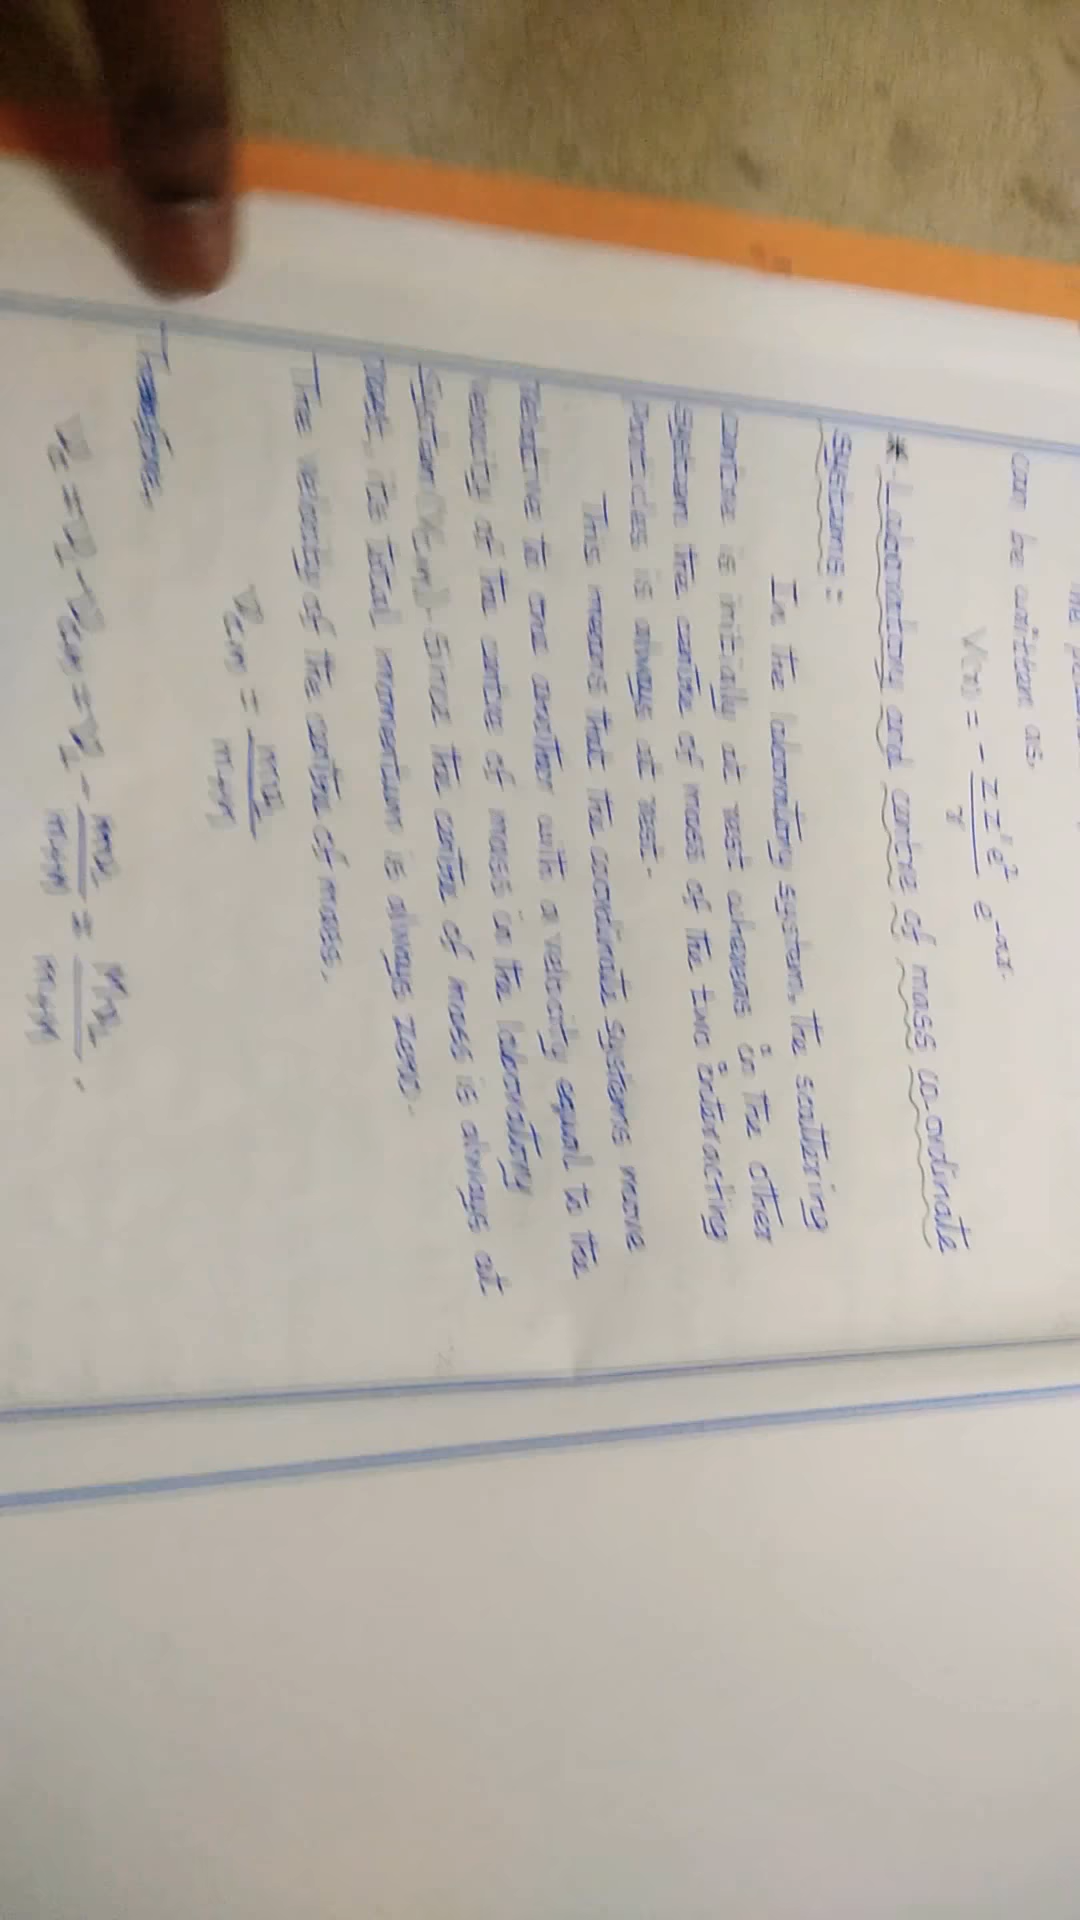 can be written as,
V(r) = - ZZ'e² / r e^-αr.
* Laboratory and centre of mass co-ordinate
systems :
In the laboratory system, the scattering
centre is initially at rest whereas in the other
system the centre of mass of the two interacting
particles is always at rest.
This means that the coordinate systems move
relative to one another with a velocity equal to the
velocity of the centre of mass in the laboratory
System (V_cm). Since the centre of mass is always at
rest, its total momentum is always zero.
The velocity of the centre of mass,
V_cm = / m+M
Therefore,